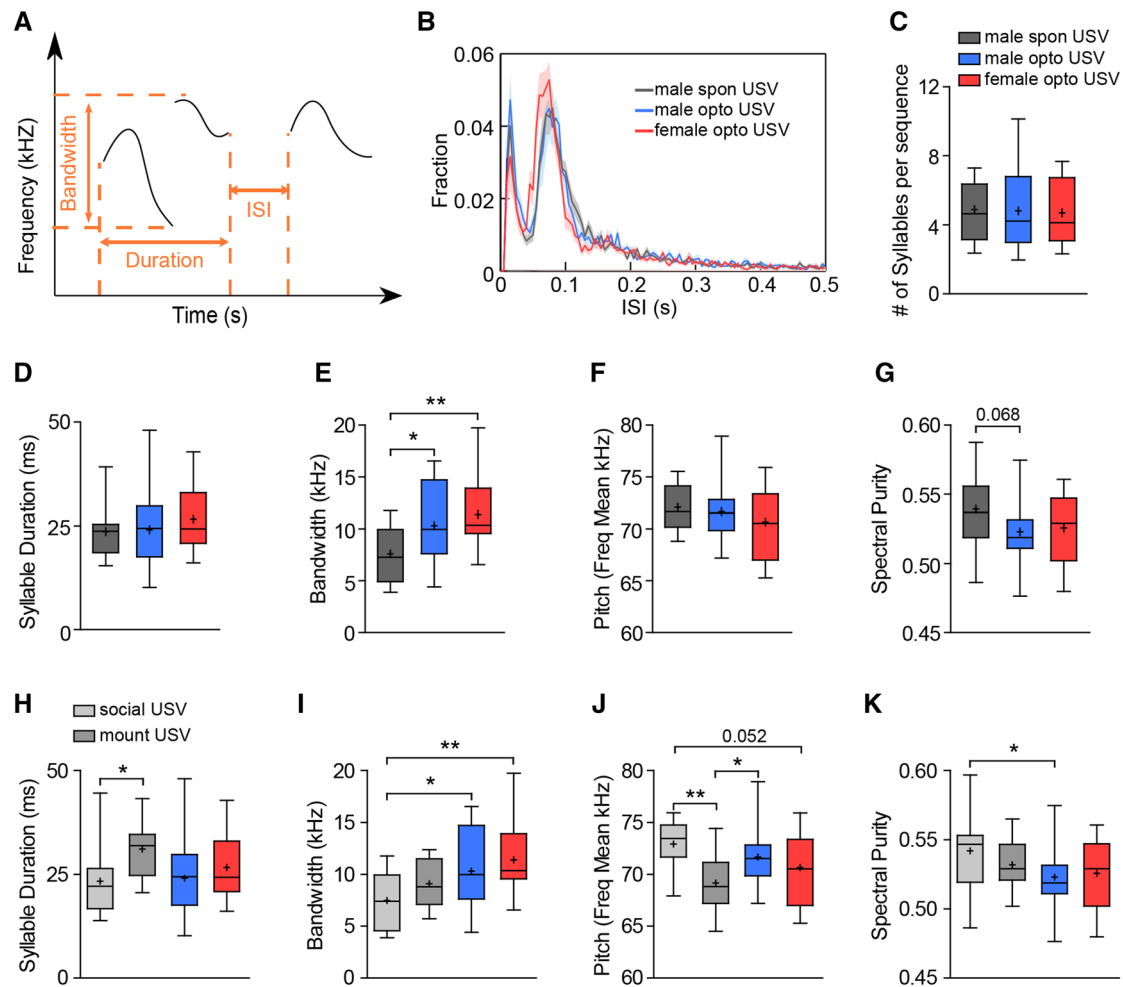 A
Frequency (kHZ)
Bandwidth
Duration
ISI
Time (s)
B
0.06
0.04
0.02
0
Fraction
male spon USV
male opto USV
female opto USV
0
0.1
0.2
0.3
0.4
0.5
ISI (s)
C
male spon USV
male opto USV
female opto USV
12
8
4
0
# of Syllables per sequence
D
50
25
0
Syllable Duration (ms)
E
**
*
20
15
10
5
0
Bandwidth (kHz)
F
80
75
70
65
60
Pitch (Freq Mean kHz)
G
0.068
0.60
0.55
0.50
0.45
Spectral Purity
H
social USV
mount USV
*
50
25
0
Syllable Duration (ms)
I
**
*
20
15
10
5
0
Bandwidth (kHz)
J
0.052
*
**
80
75
70
65
60
Pitch (Freq Mean kHz)
K
*
0.60
0.55
0.50
0.45
Spectral Purity